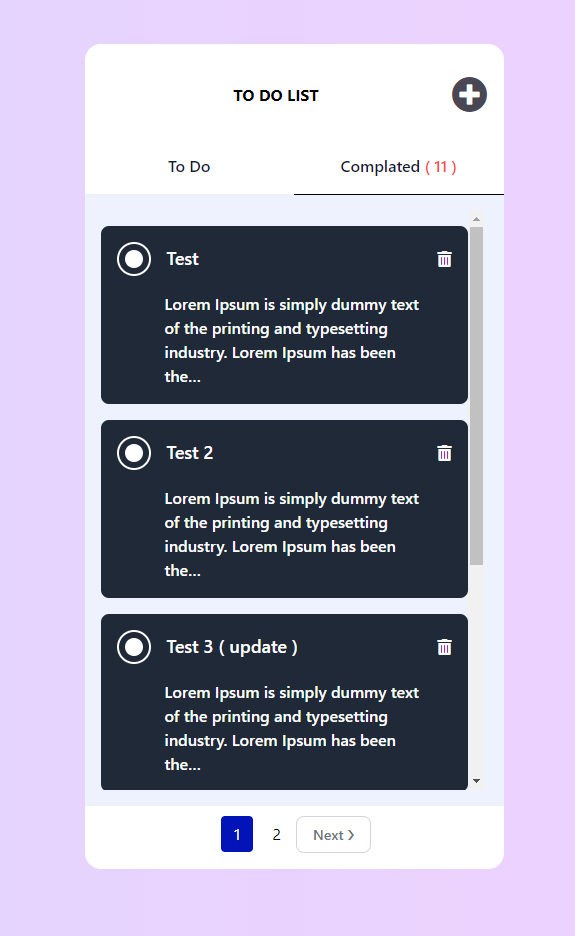 TO DO LIST
To Do
Complated ( 11 )
Test
Lorem Ipsum is simply dummy text
of the printing and typesetting
industry. Lorem Ipsum has been
the...
Test 2
Lorem Ipsum is simply dummy text
of the printing and typesetting
industry. Lorem Ipsum has been
the...
Test 3 ( update )
Lorem Ipsum is simply dummy text
of the printing and typesetting
industry. Lorem Ipsum has been
the...
1 2 Next